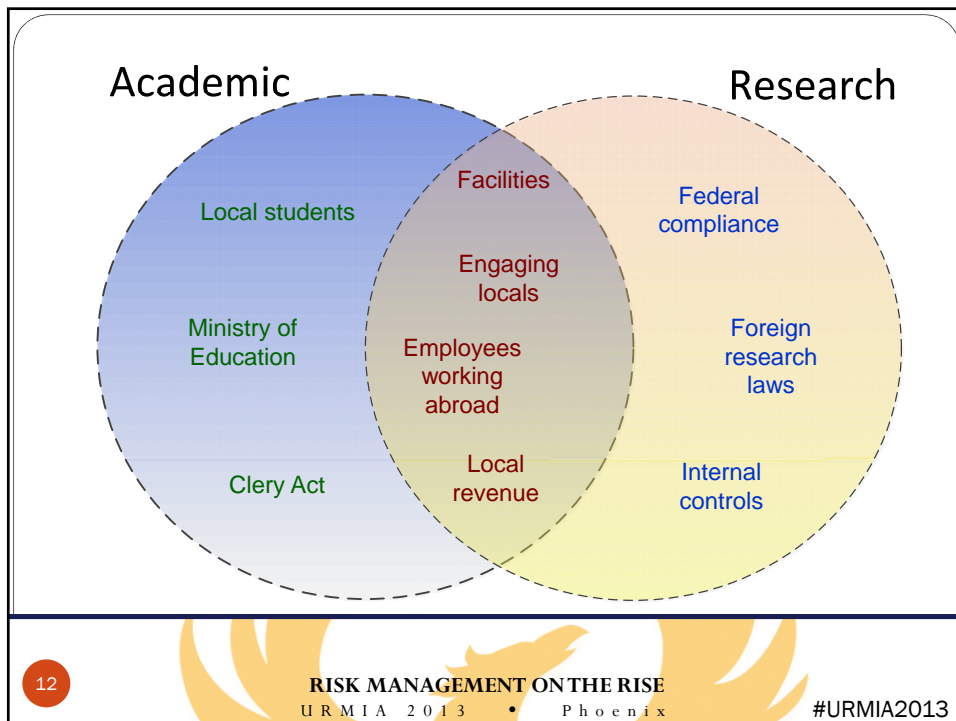 Academic
Research
Local students
Ministry of
Education
Clery Act
Facilities
Engaging
locals
Employees
working
abroad
Local
revenue
Federal
compliance
Foreign
research
laws
Internal
controls
12
RISK MANAGEMENT ON THE RISE
URMIA 2013 • Phoenix
#URMIA2013